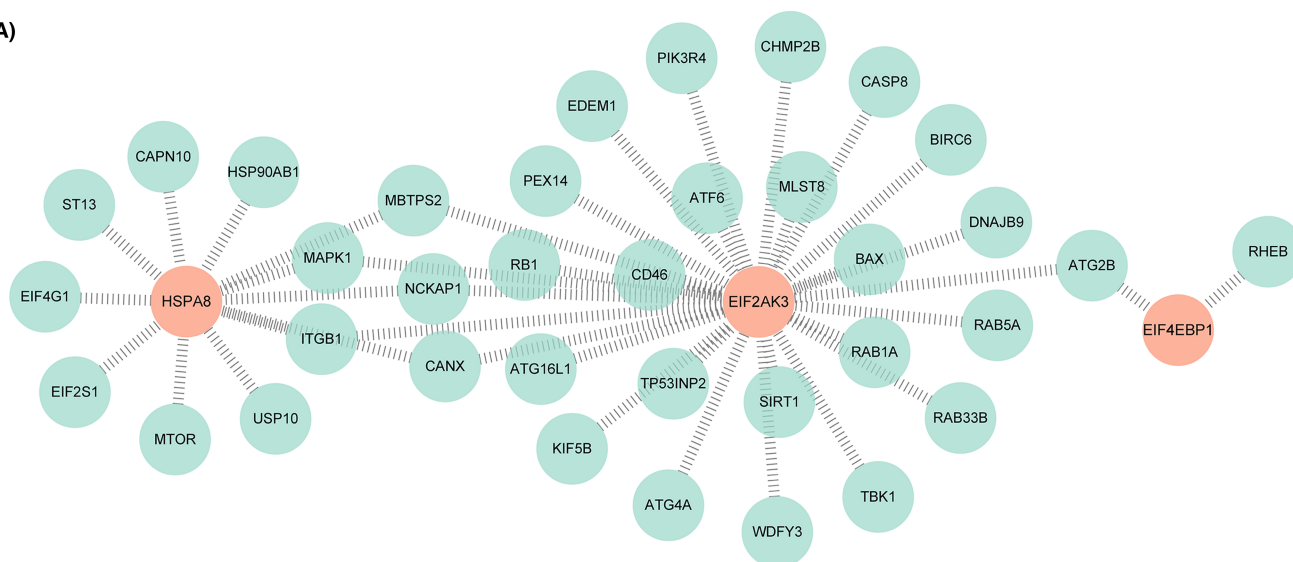 A)
CHMP2B
PIK3R4
CASP8
EDEM1
BIRC6
CAPN10
HSP90AB1
PEX14
MLST8
ATF6
MBTPS2
ST13
DNAJB9
RHEB
MAPK1
RB1
BAX
ATG2B
CD46
NCKAP1
EIF4G1
HSPA8
EIF2AK3
RAB5A
EIF4EBP1
ITGB1
RAB1A
CANX
ATG16L1
TP53INP2
EIF2S1
SIRT1
USP10
RAB33B
MTOR
KIF5B
TBK1
ATG4A
WDFY3